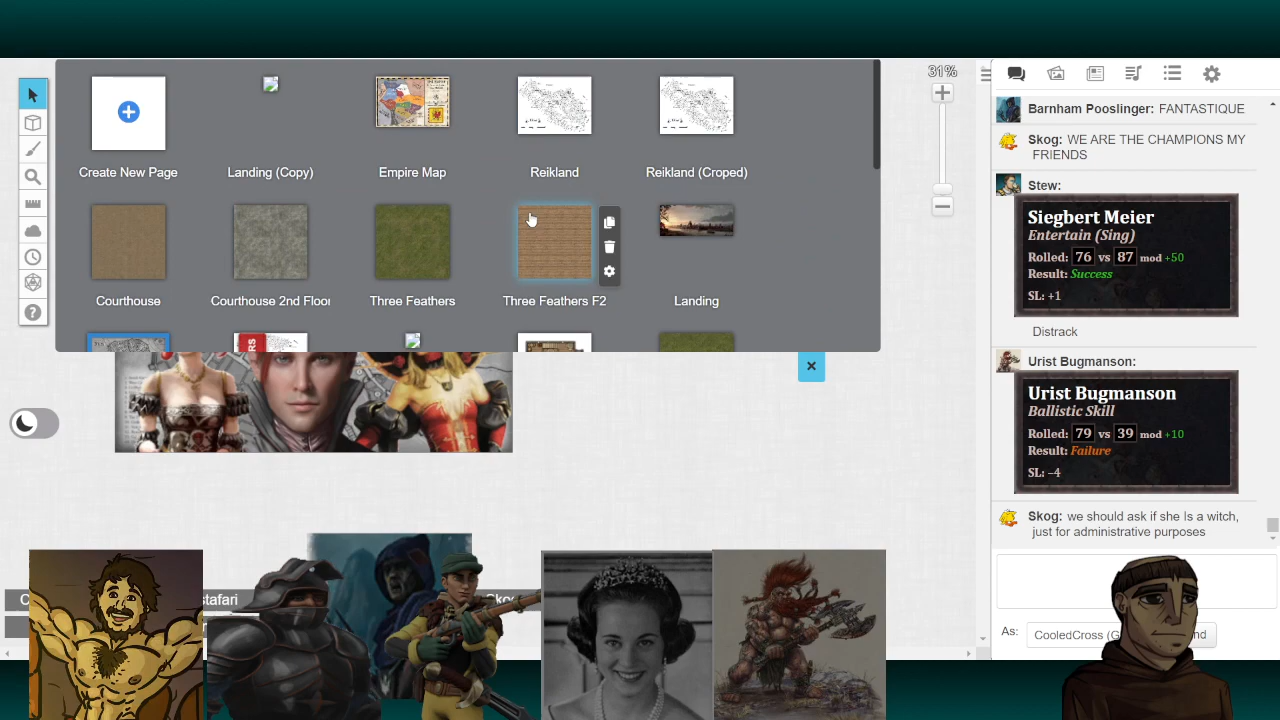 31%
Create New Page
Landing (Copy)
Empire Map
Reikland
Reikland (Croped)
Courthouse
Courthouse 2nd Floor
Three Feathers
Three Feathers F2
Landing
Barnham Pooslinger: FANTASTIQUE
Skog: WE ARE THE CHAMPIONS MY
FRIENDS
Stew:
Siegbert Meier
Entertain (Sing)
Rolled: 76 vs 87 mod +50
Result: Success
SL: +1
Distrack
Urist Bugmanson:
Urist Bugmanson
Ballistic Skill
Rolled: 79 vs 39 mod +10
Result: Failure
SL: −4
Skog: we should ask if she Is a witch,
just for administrative purposes
As: CooledCross (G